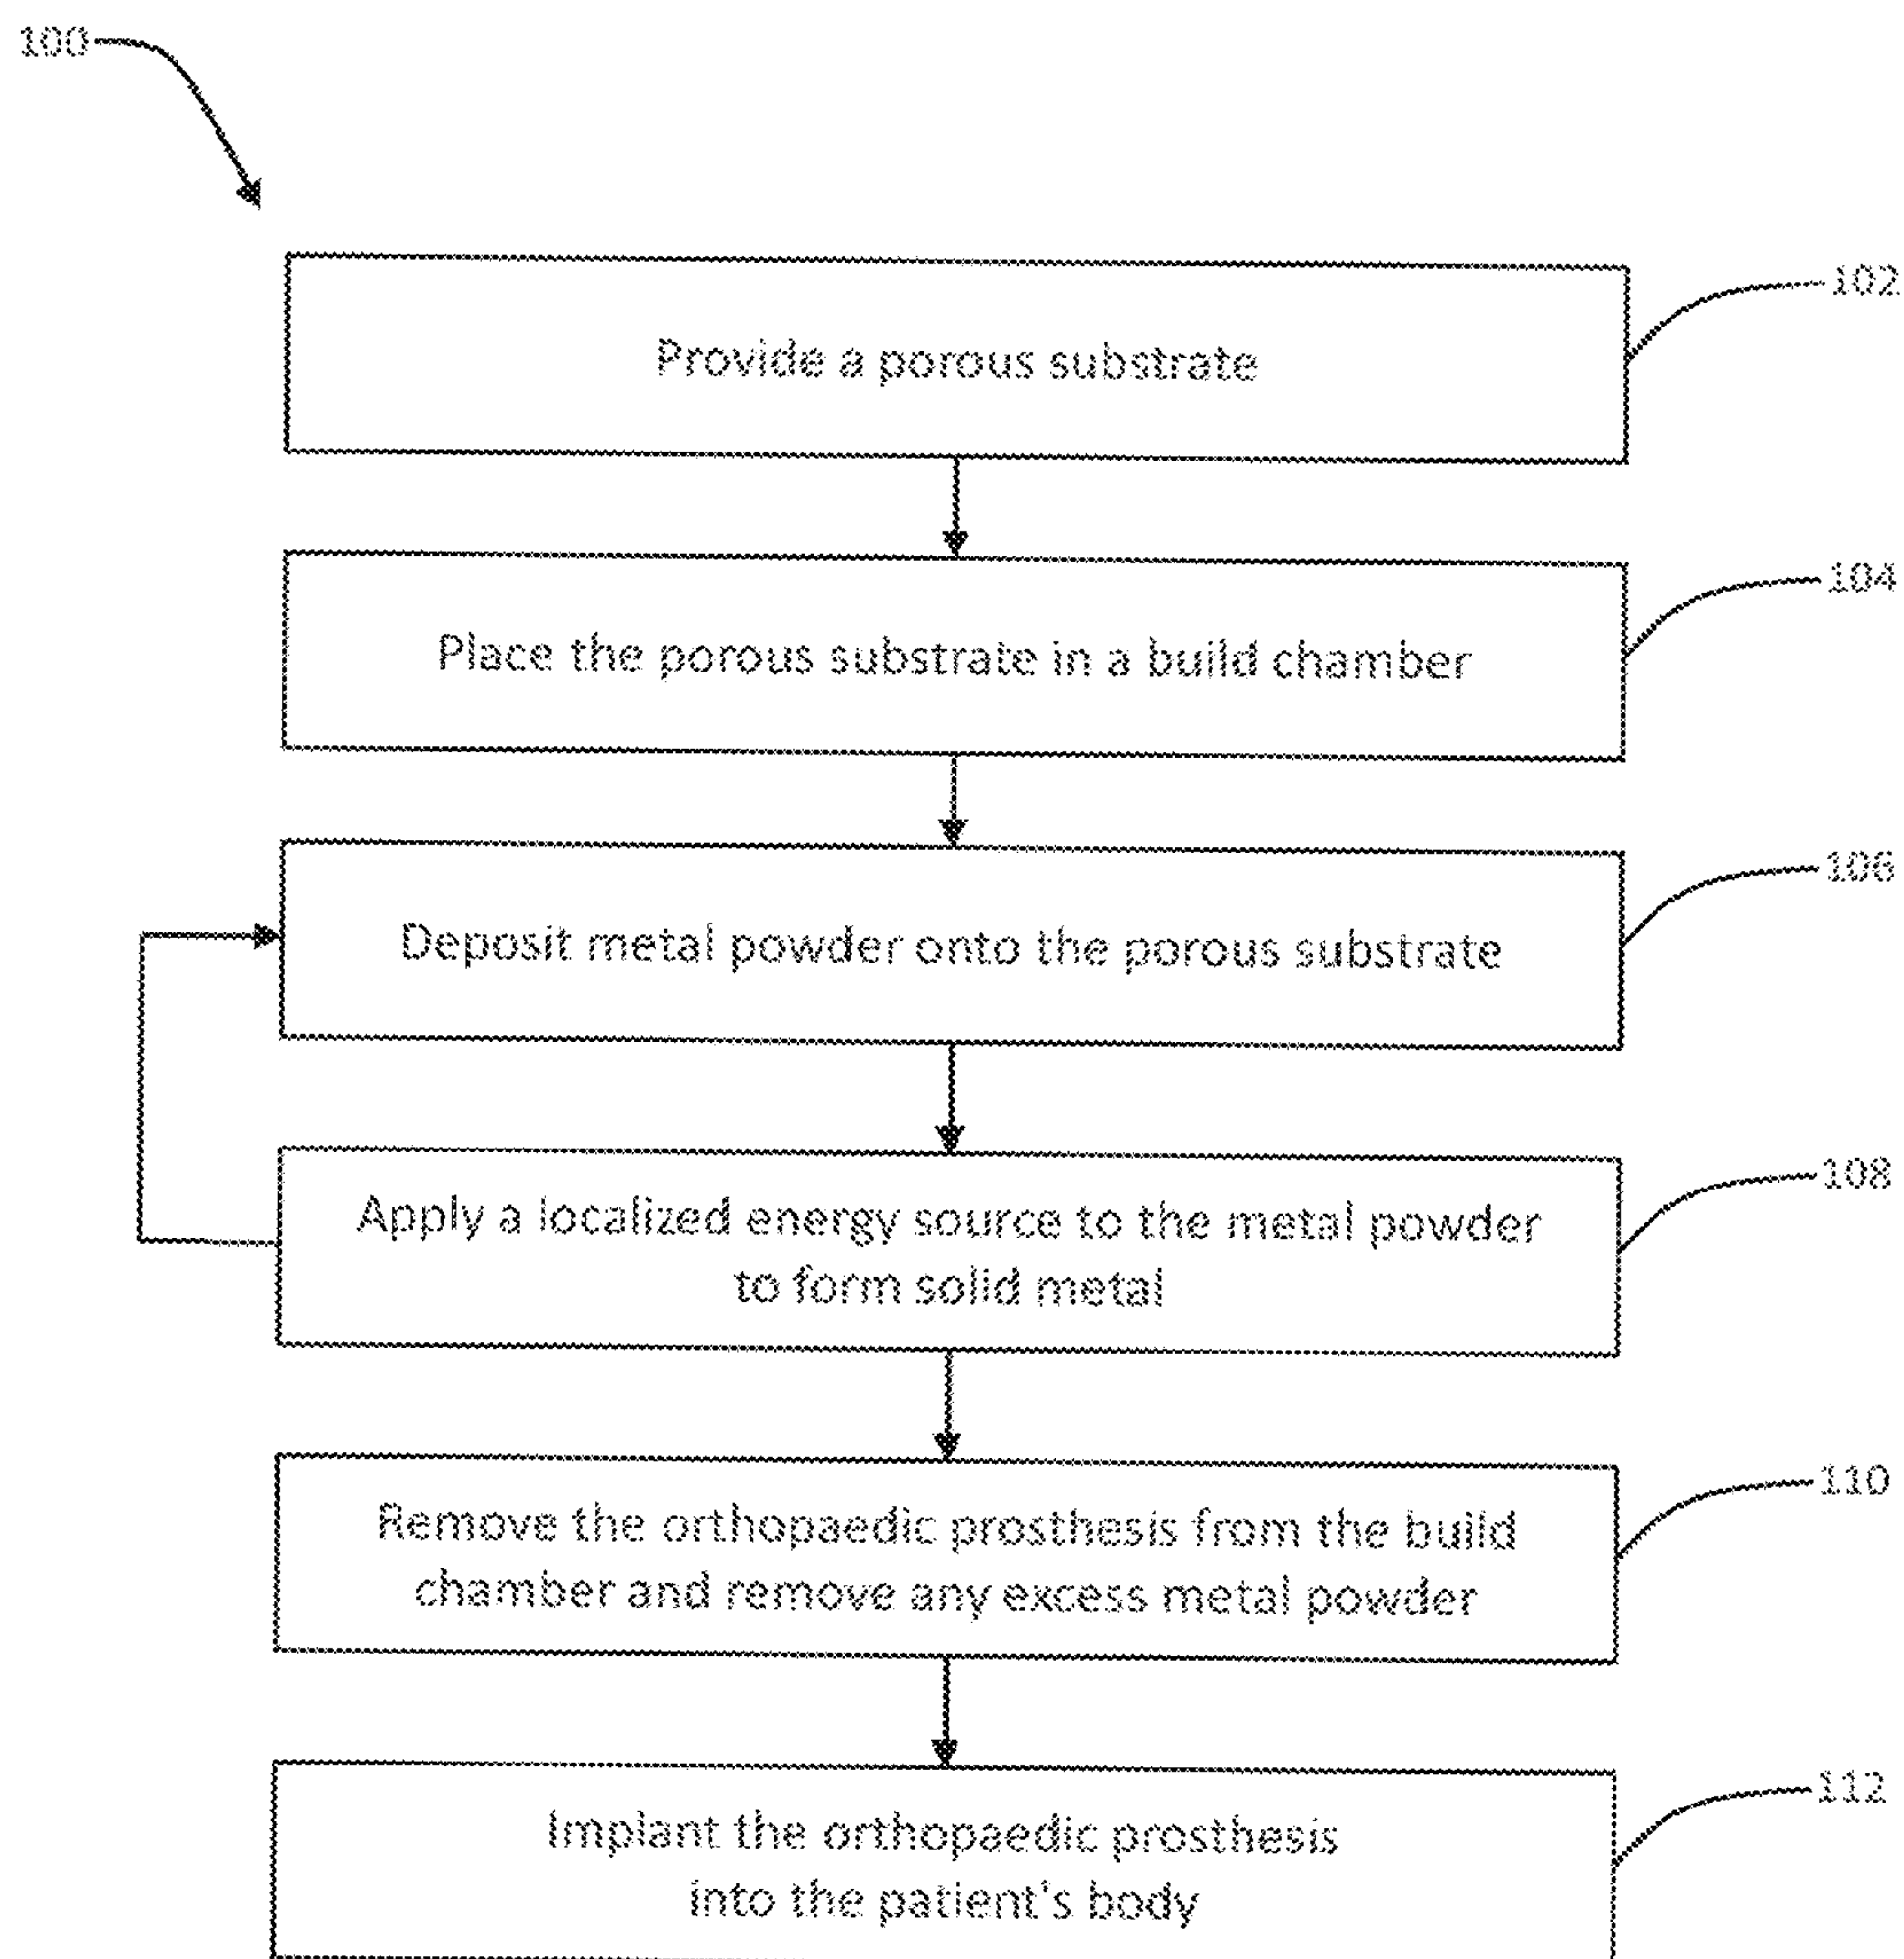 100
102
Provide a porous substrate
104
Place the porous substrate in a build chamber
106
Deposit metal powder onto the porous substrate
108
Apply a localized energy source to the metal powder
to form solid metal
110
Remove the orthopaedic prosthesis from the build
chamber and remove any excess metal powder
112
Implant the orthopaedic prosthesis
into the patient's body